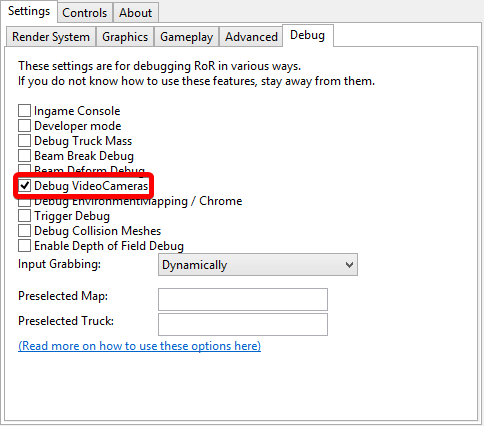 Settings Controls About
Render System Graphics Gameplay Advanced Debug
These settings are for debugging RoR in various ways.
If you do not know how to use these features, stay away from them.
Ingame Console
Developer mode
Debug Truck Mass
Beam Break Debug
Beam Deform Debug
Debug VideoCameras
Debug EnvironmentMapping / Chrome
Trigger Debug
Debug Collision Meshes
Enable Depth of Field Debug
Input Grabbing: Dynamically
Preselected Map:
Preselected Truck:
(Read more on how to use these options here)